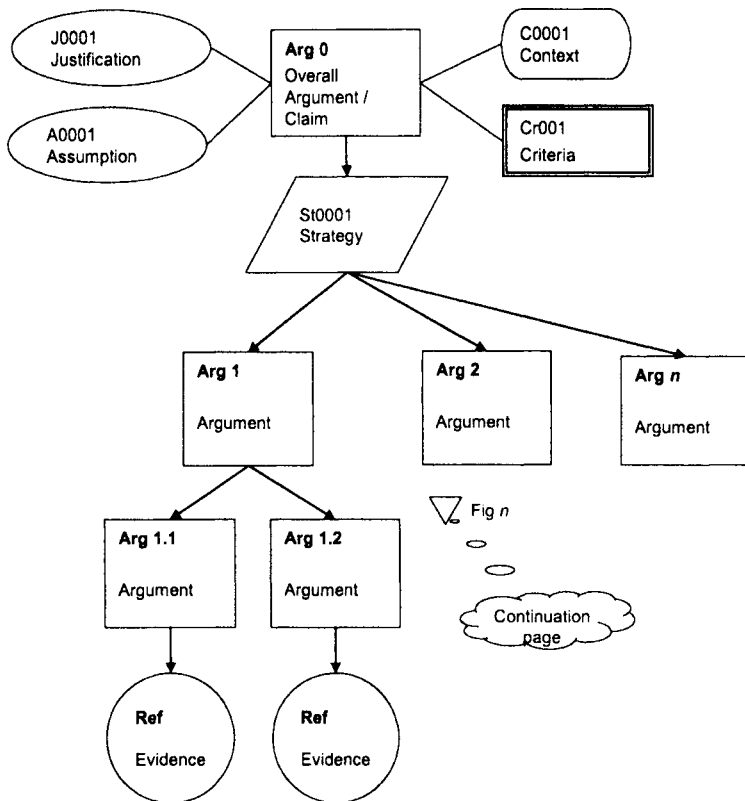 J0001
Justification
Arg 0
Overall
Argument /
Claim
C0001
Context
A0001
Assumption
Cr001
Criteria
St0001
Strategy
Arg 1
Argument
Arg 2
Argument
Arg n
Argument
Fig n
Arg 1.1
Argument
Arg 1.2
Argument
Continuation
page
Ref
Evidence
Ref
Evidence